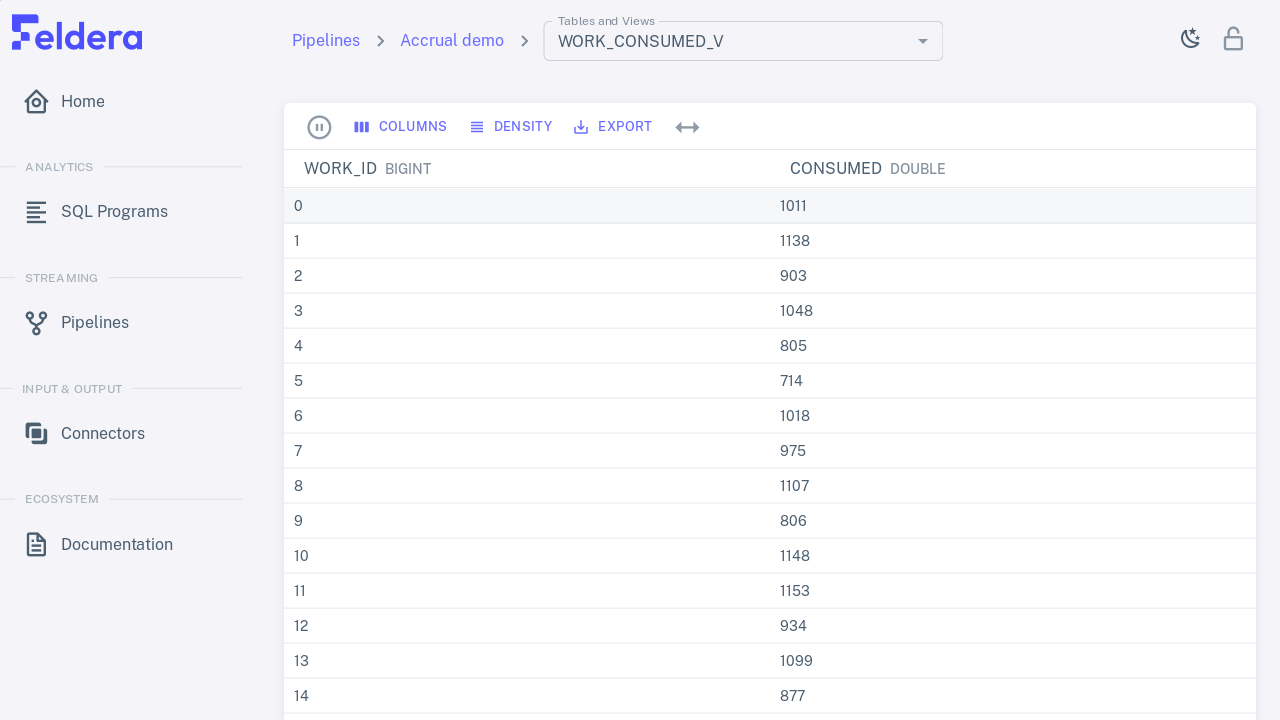 Feldera
Pipelines
Accrual demo
Tables and Views
WORK_CONSUMED_V
Home
ANALYTICS
SQL Programs
STREAMING
Pipelines
INPUT & OUTPUT
Connectors
ECOSYSTEM
Documentation
COLUMNS DENSITY EXPORT
WORK_ID BIGINT CONSUMED DOUBLE
0 1011
1 1138
2 903
3 1048
4 805
5 714
6 1018
7 975
8 1107
9 806
10 1148
11 1153
12 934
13 1099
14 877